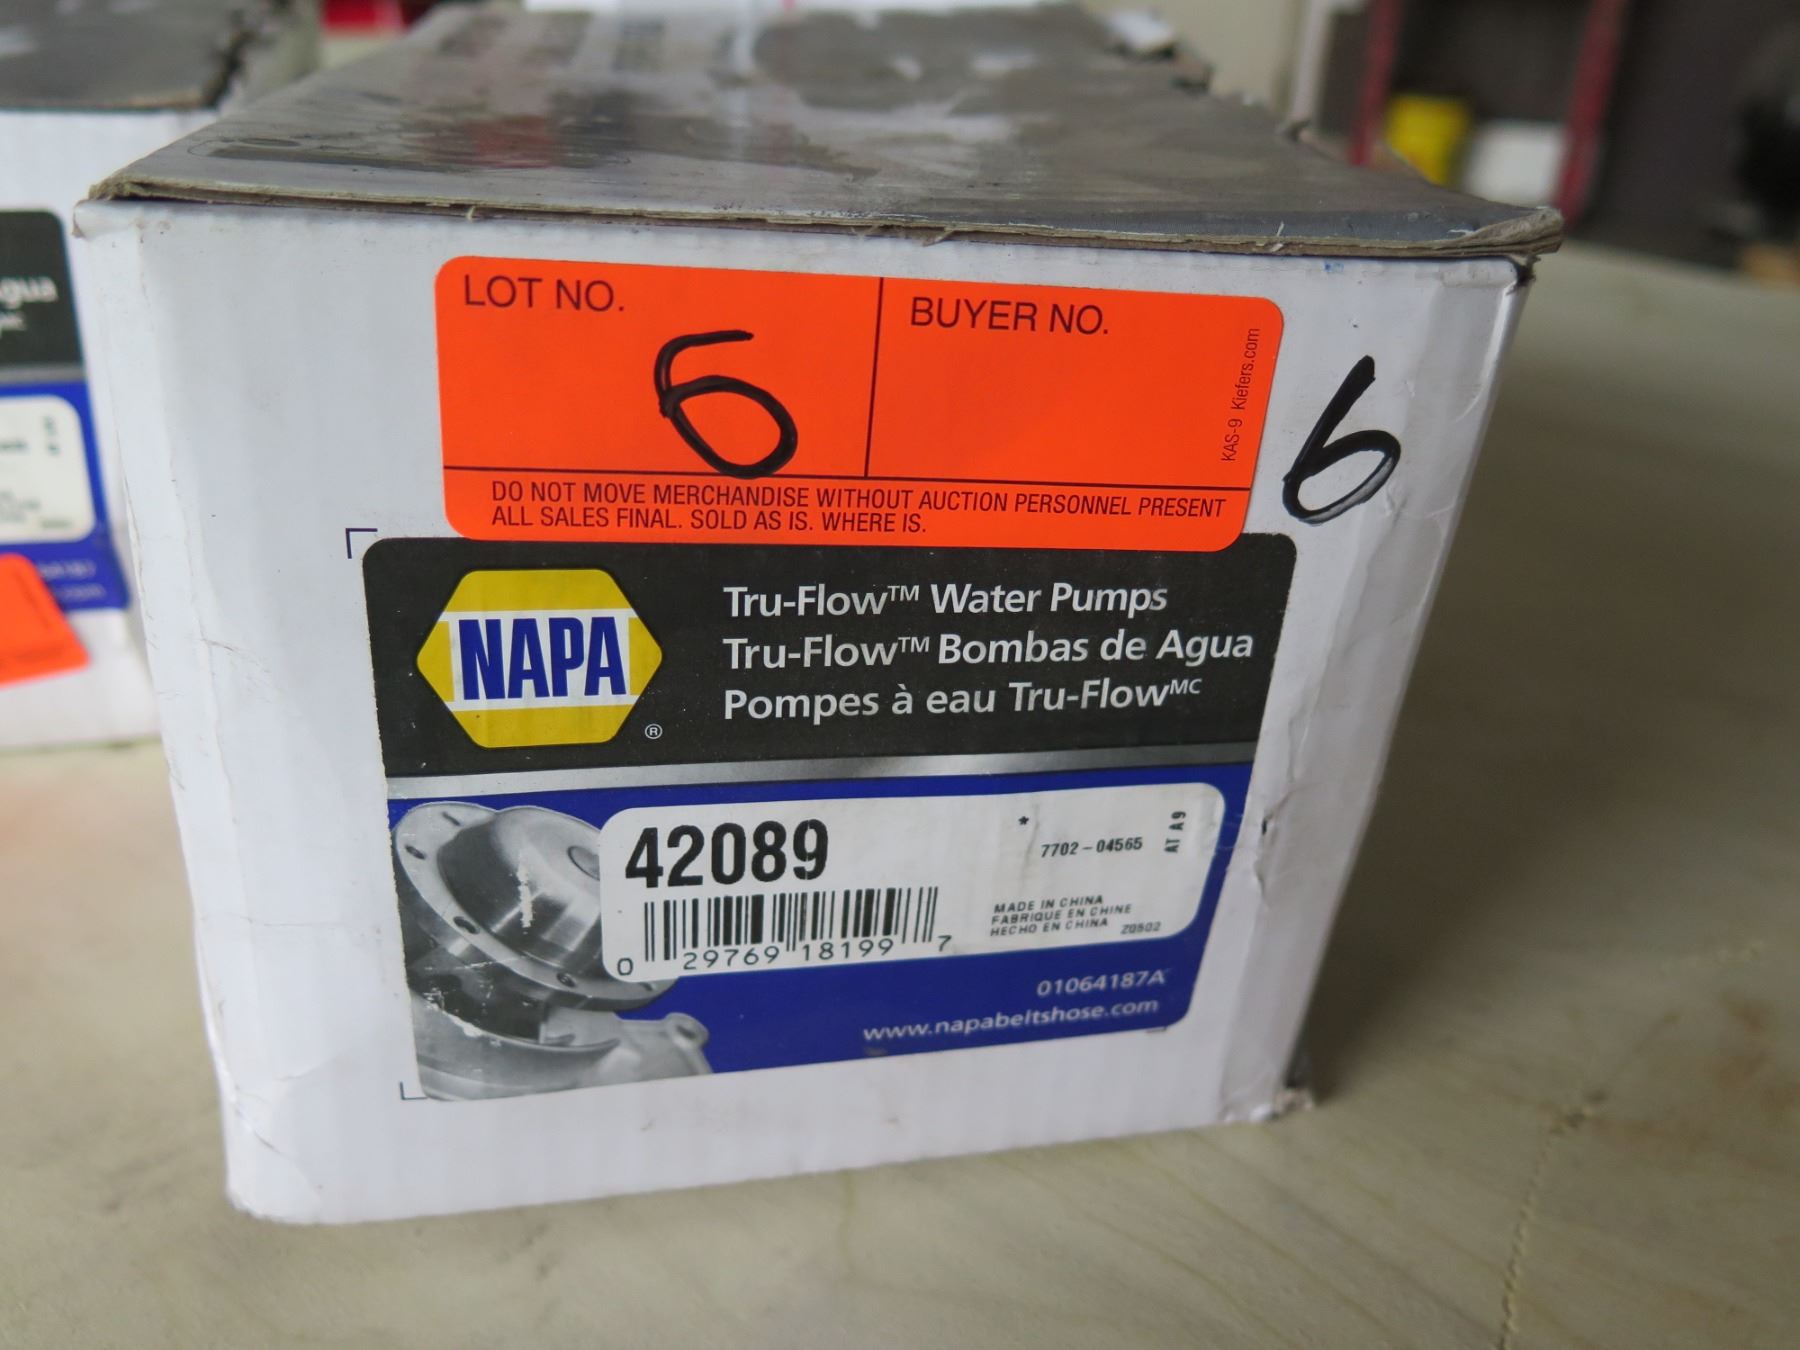 LOT NO.
6
BUYER NO.
KAS-9 Kiefers.com
6
DO NOT MOVE MERCHANDISE WITHOUT AUCTION PERSONNEL PRESENT
ALL SALES FINAL. SOLD AS IS. WHERE IS.
NAPA
®
Tru-Flow™ Water Pumps
Tru-Flow™ Bombas de Agua
Pompes à eau Tru-Flowᴹᶜ
42089
*
7702-04565
AT A9
MADE IN CHINA
FABRIQUE EN CHINE
HECHO EN CHINA Z0502
0 29769 18199 7
01064187A
www.napabeltshose.com
gua